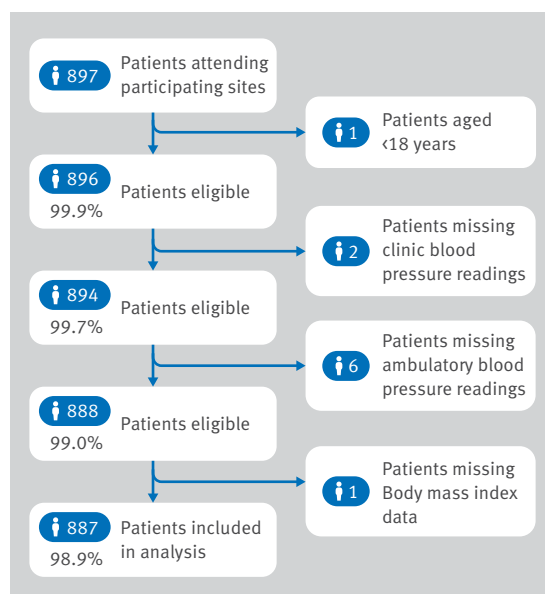 897
Patients attending
participating sites
1
Patients aged
<18 years
896
99.9%
Patients eligible
2
Patients missing
clinic blood
pressure readings
894
99.7%
Patients eligible
6
Patients missing
ambulatory blood
pressure readings
888
99.0%
Patients eligible
1
Patients missing
Body mass index
data
887
98.9%
Patients included
in analysis